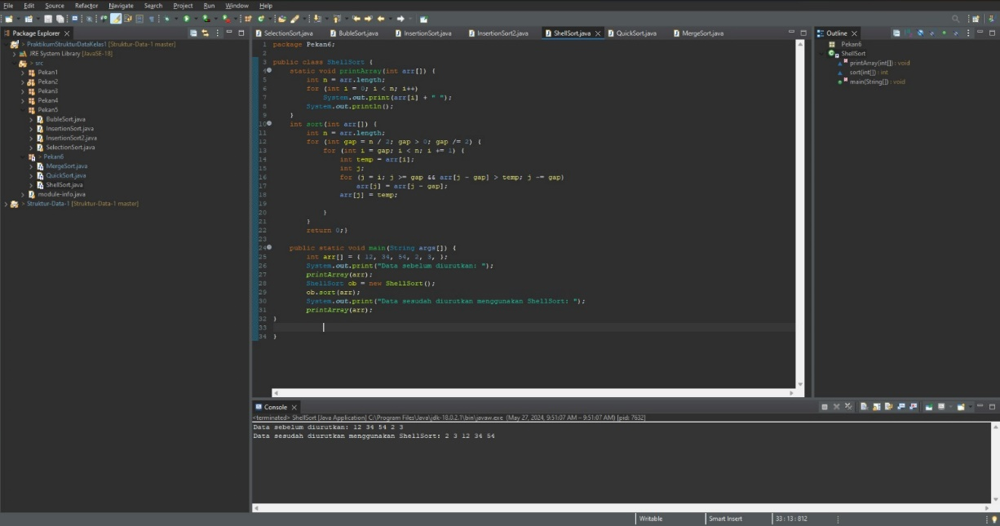 File Edit Source Refactor Navigate Search Project Run Window Help
Package Explorer
PraktikumStrukturDataKelas1 [Struktur-Data-1 master]
JRE System Library [JavaSE-18]
> src
Pekan1
Pekan2
Pekan3
Pekan4
Pekan5
BubleSort.java
InsertionSort.java
InsertionSort2.java
SelectionSort.java
> Pekan6
MergeSort.java
QuickSort.java
ShellSort.java
module-info.java
> Struktur-Data-1 [Struktur-Data-1 master]
SelectionSort.java BubleSort.java InsertionSort.java InsertionSort2.java ShellSort.java QuickSort.java MergeSort.java
1 package Pekan6;
2
3 public class ShellSort {
4 static void printArray(int arr[]) {
5 int n = arr.length;
6 for (int i = 0; i < n; i++)
7 System.out.print(arr[i] + " ");
8 System.out.println();
9 }
10 int sort(int arr[]) {
11 int n = arr.length;
12 for (int gap = n / 2; gap > 0; gap /= 2) {
13 for (int i = gap; i < n; i += 1) {
14 int temp = arr[i];
15 int j;
16 for (j = i; j >= gap && arr[j - gap] > temp; j -= gap)
17 arr[j] = arr[j - gap];
18 arr[j] = temp;
19
20 }
21 }
22 return 0;}
23
24 public static void main(String args[]) {
25 int arr[] = { 12, 34, 54, 2, 3, };
26 System.out.print("Data sebelum diurutkan: ");
27 printArray(arr);
28 ShellSort ob = new ShellSort();
29 ob.sort(arr);
30 System.out.print("Data sesudah diurutkan menggunakan ShellSort: ");
31 printArray(arr);
32 }
33
34 }
Outline
Pekan6
ShellSort
printArray(int[]) : void
sort(int[]) : int
main(String[]) : void
Console
<terminated> ShellSort [Java Application] C:\Program Files\Java\jdk-18.0.2.1\bin\javaw.exe (May 27, 2024, 9:51:07 AM – 9:51:07 AM) [pid: 7632]
Data sebelum diurutkan: 12 34 54 2 3
Data sesudah diurutkan menggunakan ShellSort: 2 3 12 34 54
Writable Smart Insert 33 : 13 : 812